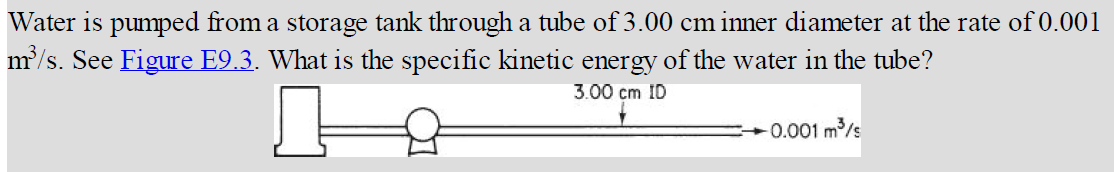 Water is pumped from a storage tank through a tube of 3.00 cm inner diameter at the rate of 0.001
m³/s. See Figure E9.3. What is the specific kinetic energy of the water in the tube?
3.00 cm ID
0.001 m³/s